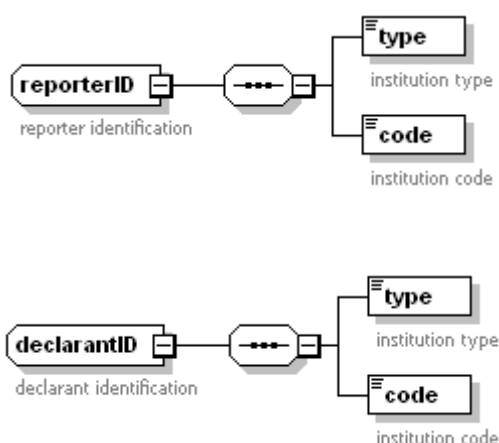 type
institution type
reporterID
reporter identification
code
institution code
type
institution type
declarantID
declarant identification
code
institution code